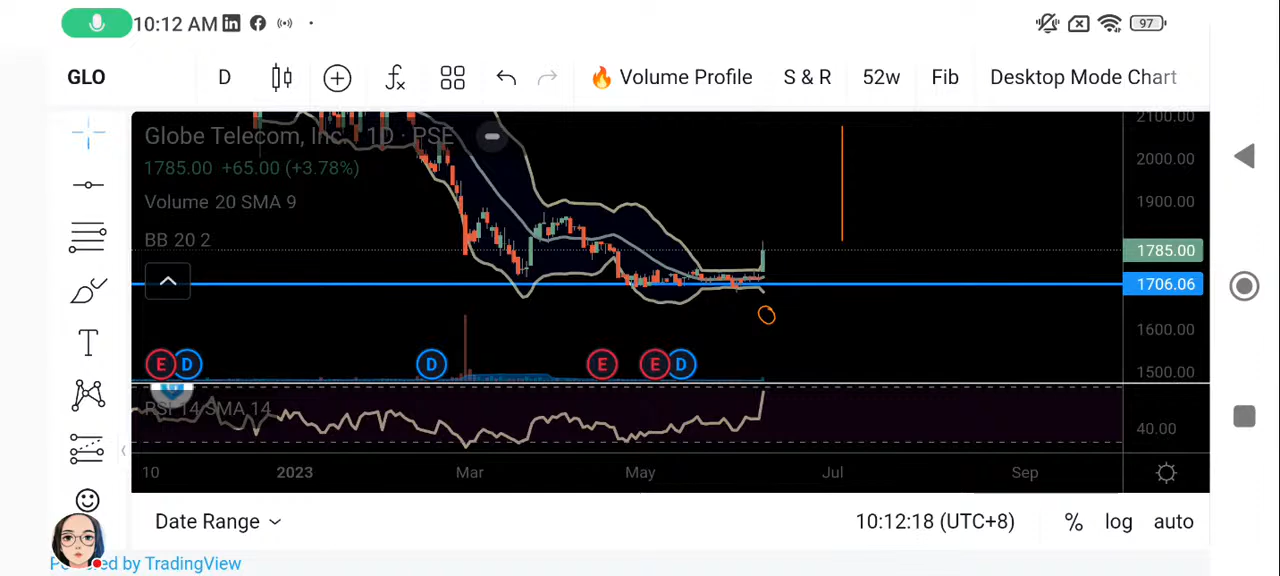 10:12 AM
97
GLO D Volume Profile S & R 52w Fib Desktop Mode Chart
Globe Telecom, Inc. 1D · PSE
1785.00 +65.00 (+3.78%)
Volume 20 SMA 9
BB 20 2
2100.00
2000.00
1900.00
1785.00
1706.06
1600.00
1500.00
E D D E E D
RSI 14 SMA 14
40.00
10 2023 Mar May Jul Sep
Date Range 10:12:18 (UTC+8) % log auto
by TradingView